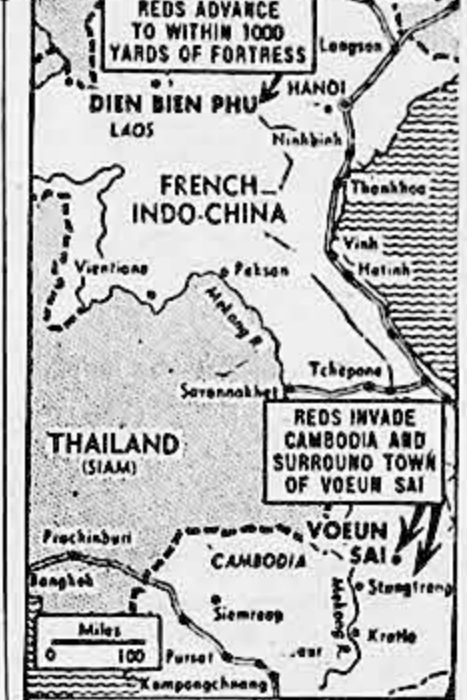 REDS ADVANCE
TO WITHIN 1000
YARDS OF FORTRESS
Langson
HANOI
DIEN BIEN PHU
LAOS
Ninhbinh
FRENCH
INDO-CHINA
Thanhhoa
Vinh
Hatinh
Vientiane
Paksan
Mekong R.
Tchepone
Savannakhet
REDS INVADE
CAMBODIA AND
SURROUND TOWN
OF VOEUN SAI
THAILAND
(SIAM)
Prachinburi
VOEUN
SAI
CAMBODIA
Bangkok
Stungtreng
Siemreap
Mekong R.
Kratie
Miles
0 100
Pursat
Kompongchnang